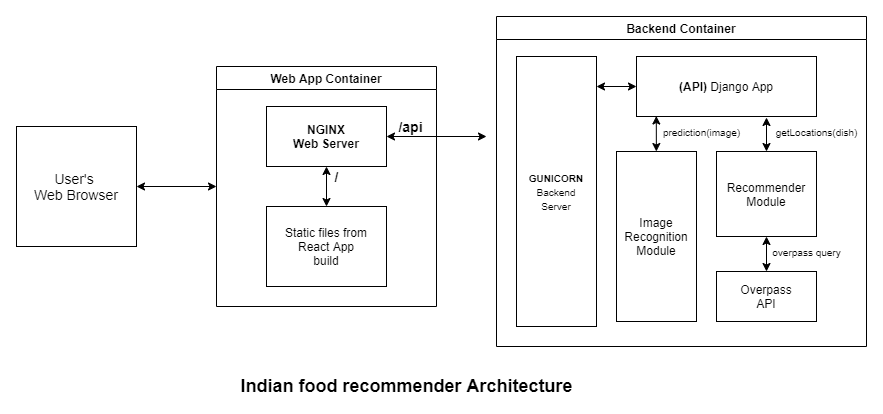 Backend Container
Web App Container
(API) Django App
NGINX
Web Server
/api
prediction(image)
getLocations(dish)
User's
Web Browser
/
GUNICORN
Backend
Server
Recommender
Module
Static files from
React App
build
Image
Recognition
Module
overpass query
Overpass
API
Indian food recommender Architecture